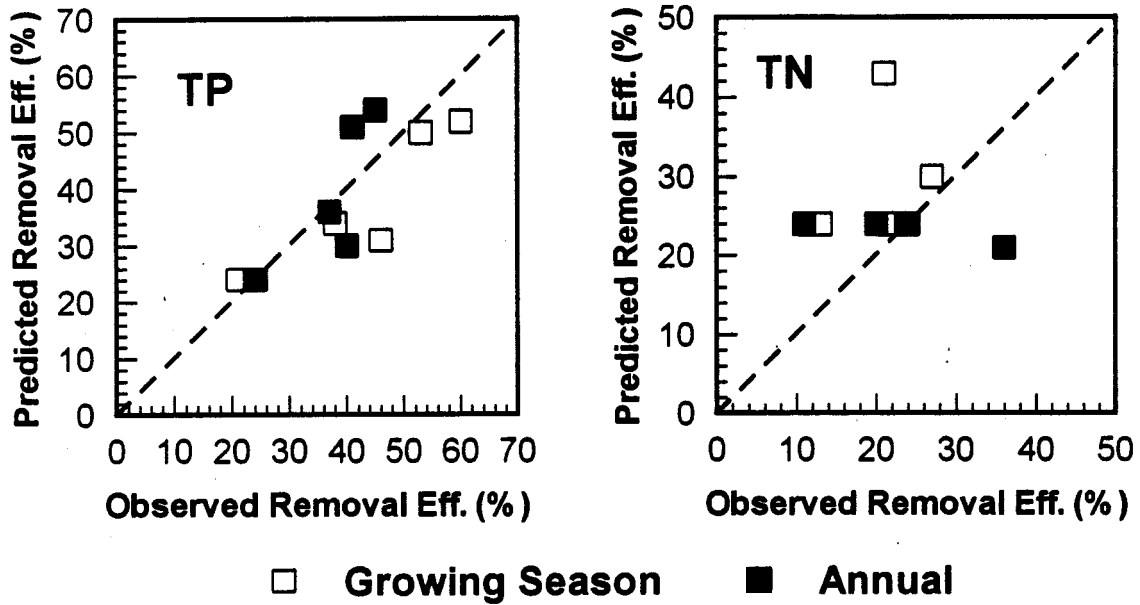 Predicted Removal Eff. (%)
70
60
50
40
30
20
10
0
TP
0 10 20 30 40 50 60 70
Observed Removal Eff. (%)
Predicted Removal Eff. (%)
50
40
30
20
10
0
TN
0 10 20 30 40 50
Observed Removal Eff. (%)
Growing Season Annual